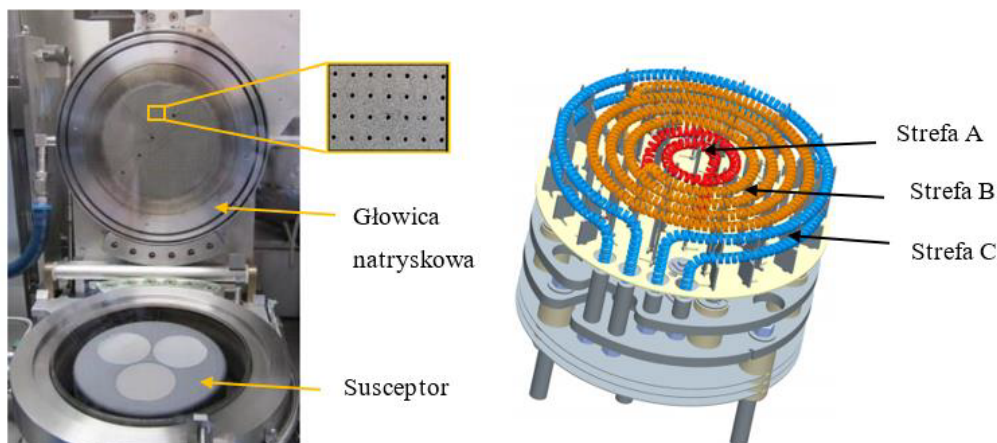 Głowica
natryskowa
Susceptor
Strefa A
Strefa B
Strefa C